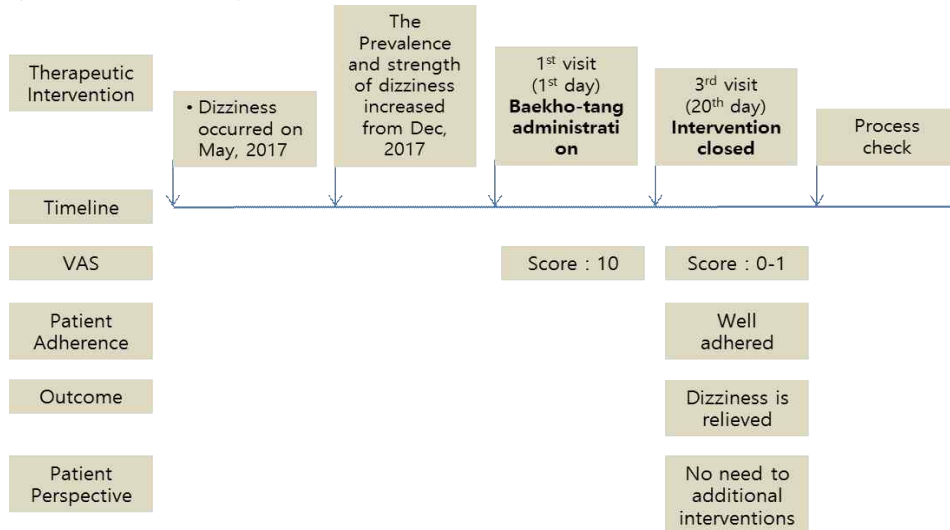 Therapeutic
Intervention
• Dizziness
occurred on
May, 2017
The
Prevalence
and strength
of dizziness
increased
from Dec,
2017
1st visit
(1st day)
Baekho-tang
administrati
on
3rd visit
(20th day)
Intervention
closed
Process
check
Timeline
VAS
Score : 10
Score : 0-1
Patient
Adherence
Well
adhered
Outcome
Dizziness is
relieved
Patient
Perspective
No need to
additional
interventions